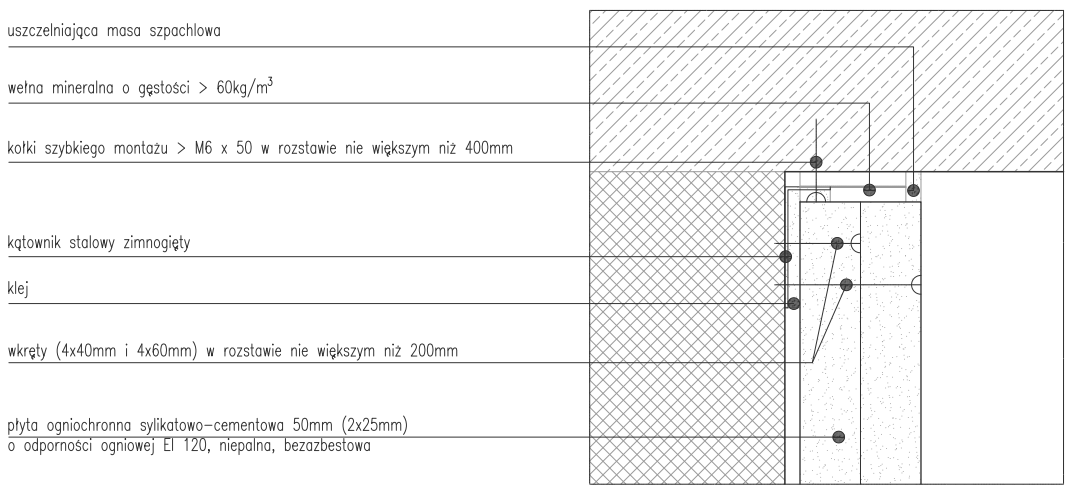 uszczelniająca masa szpachlowa
wełna mineralna o gęstości > 60kg/m³
kołki szybkiego montażu > M6 x 50 w rozstawie nie większym niż 400mm
kątownik stalowy zimnogięty
klej
wkręty (4x40mm i 4x60mm) w rozstawie nie większym niż 200mm
płyta ogniochronna sylikatowo-cementowa 50mm (2x25mm)
o odporności ogniowej EI 120, niepalna, bezazbestowa